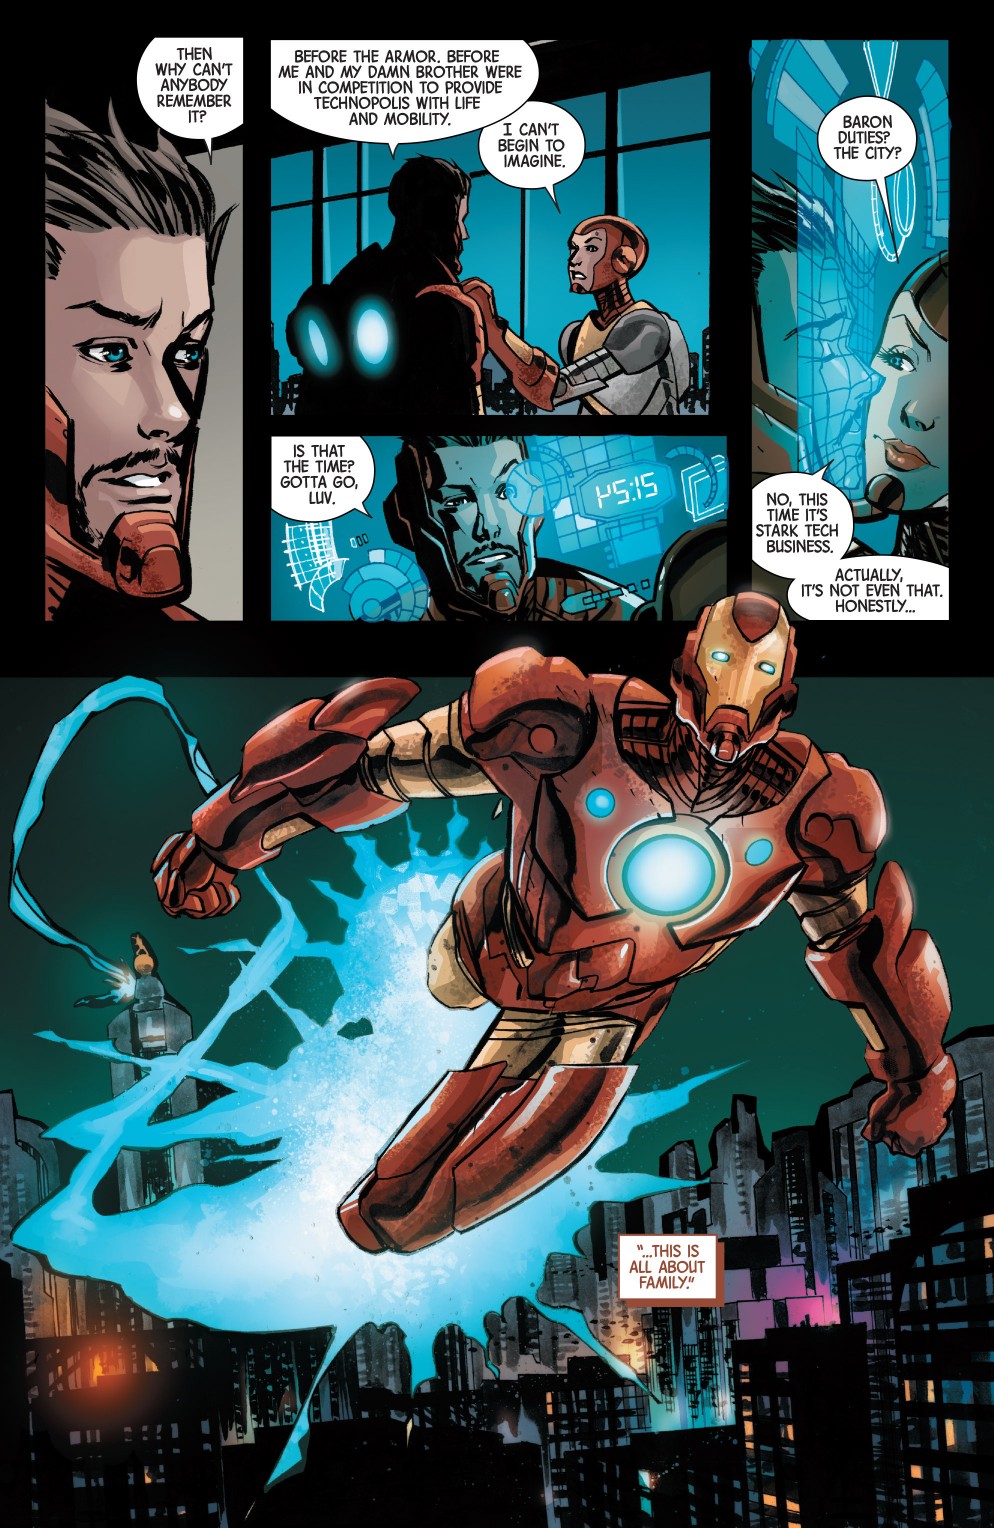 THEN
WHY CAN'T
ANYBODY
REMEMBER
IT?
BEFORE THE ARMOR. BEFORE
ME AND MY DAMN BROTHER WERE
IN COMPETITION TO PROVIDE
TECHNOPOLIS WITH LIFE
AND MOBILITY.
I CAN'T
BEGIN TO
IMAGINE.
IS THAT
THE TIME?
GOTTA GO,
LUV.
BARON
DUTIES?
THE CITY?
NO, THIS
TIME IT'S
STARK TECH
BUSINESS.
ACTUALLY,
IT'S NOT EVEN THAT.
HONESTLY...
"...THIS IS
ALL ABOUT
FAMILY."